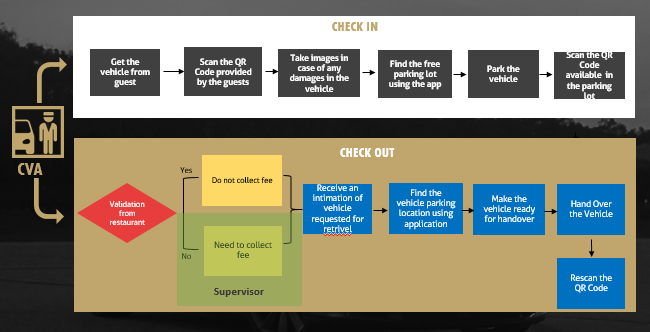 CHECK IN
Get the
vehicle from
guest
Scan the QR
Code provided
by the guests
Take images in
case of any
damages in the
vehicle
Find the free
parking lot
using the app
Park the
vehicle
Scan the QR
Code
available in
the parking
lot
CVA
CHECK OUT
Validation
from
restaurant
Yes
Do not collect fee
No
Need to collect
fee
Supervisor
Receive an
intimation of
vehicle
requested for
retrivel
Find the
vehicle parking
location using
application
Make the
vehicle ready
for handover
Hand Over
the Vehicle
Rescan the
QR Code